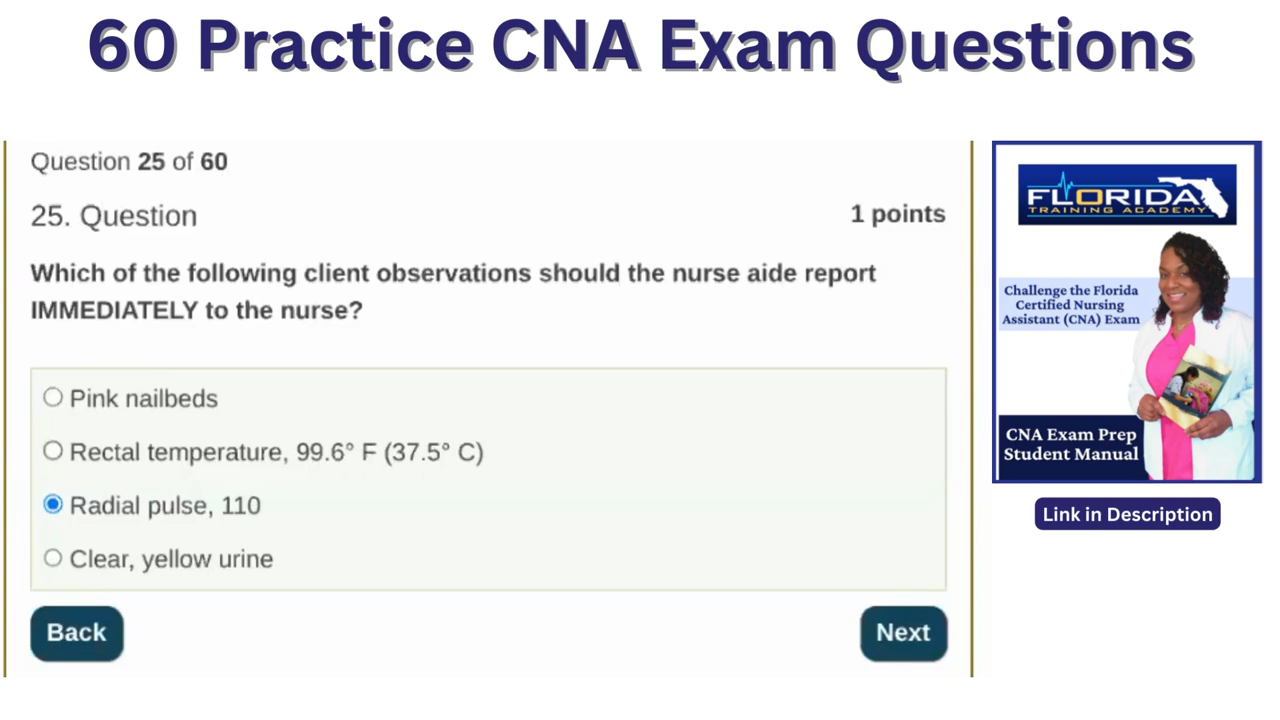 60 Practice CNA Exam Questions
Question 25 of 60
25. Question
1 points
Which of the following client observations should the nurse aide report
IMMEDIATELY to the nurse?
Pink nailbeds
Rectal temperature, 99.6° F (37.5° C)
Radial pulse, 110
Clear, yellow urine
Back
Next
FLORIDA
TRAINING ACADEMY
Challenge the Florida
Certified Nursing
Assistant (CNA) Exam
CNA Exam Prep
Student Manual
Link in Description